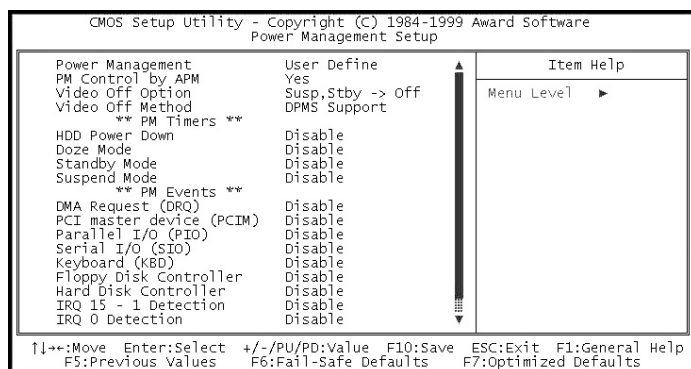 CMOS Setup Utility - Copyright (C) 1984-1999 Award Software
Power Management Setup
Power Management User Define
PM Control by APM Yes
Video Off Option Susp,Stby -> Off
Video Off Method DPMS Support
** PM Timers **
HDD Power Down Disable
Doze Mode Disable
Standby Mode Disable
Suspend Mode Disable
** PM Events **
DMA Request (DRQ) Disable
PCI master device (PCIM) Disable
Parallel I/O (PIO) Disable
Serial I/O (SIO) Disable
Keyboard (KBD) Disable
Floppy Disk Controller Disable
Hard Disk Controller Disable
IRQ 15 - 1 Detection Disable
IRQ 0 Detection Disable
Item Help
Menu Level ►
↑↓→←:Move Enter:Select +/-/PU/PD:Value F10:Save ESC:Exit F1:General Help
F5:Previous Values F6:Fail-Safe Defaults F7:Optimized Defaults